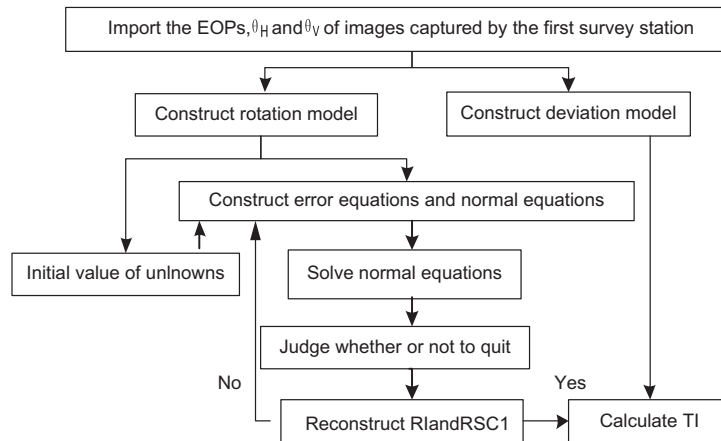 Import the EOPs,θH and θV of images captured by the first survey station
Construct rotation model
Construct deviation model
Construct error equations and normal equations
Initial value of unlnowns
Solve normal equations
Judge whether or not to quit
No
Yes
Reconstruct RIandRSC1
Calculate TI